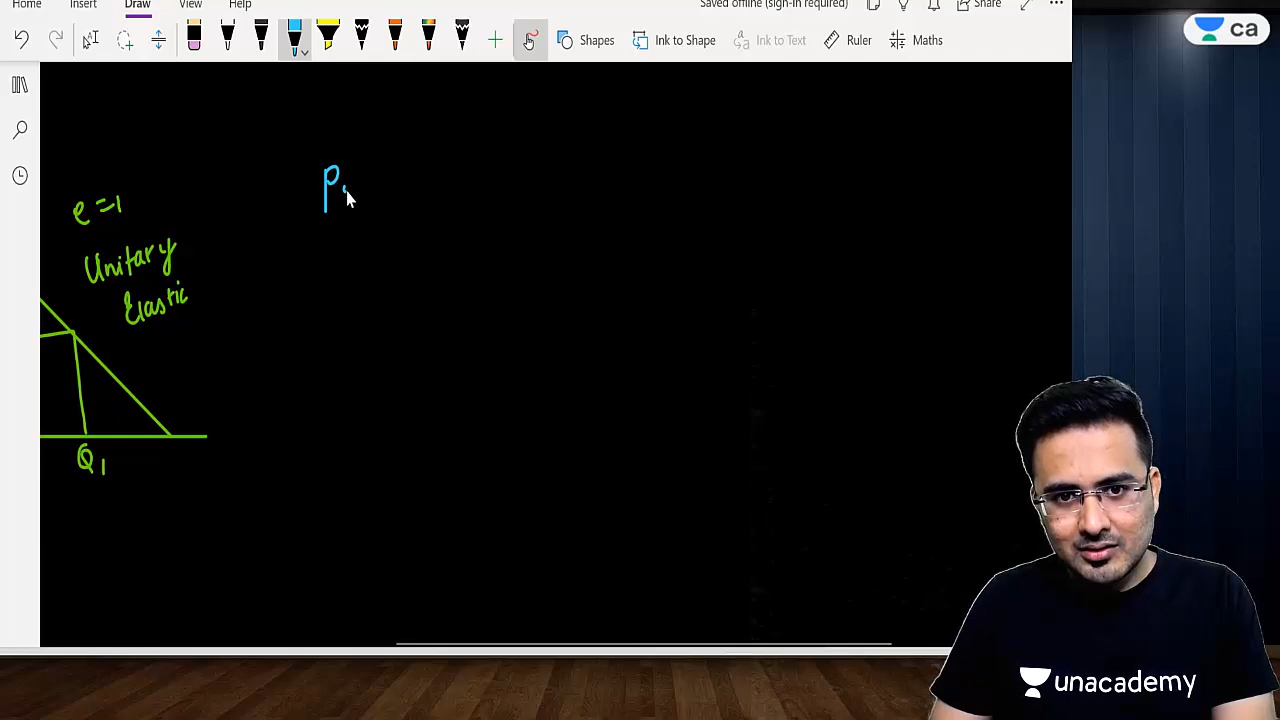 Home Insert Draw View Help Saved offline (sign-in required) Share
Shapes Ink to Shape Ink to Text Ruler Maths
ca
P
e = 1
Unitary
Elastic
Q1
unacademy